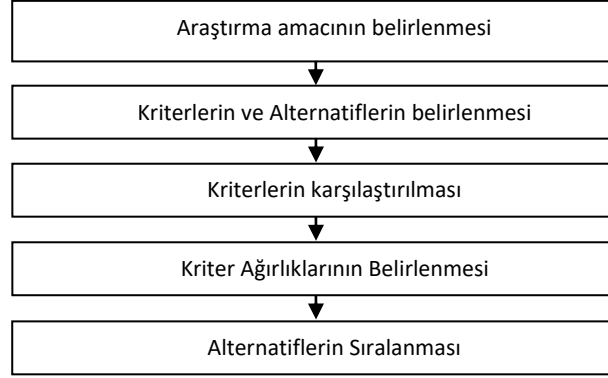 Araştırma amacının belirlenmesi
Kriterlerin ve Alternatiflerin belirlenmesi
Kriterlerin karşılaştırılması
Kriter Ağırlıklarının Belirlenmesi
Alternatiflerin Sıralanması